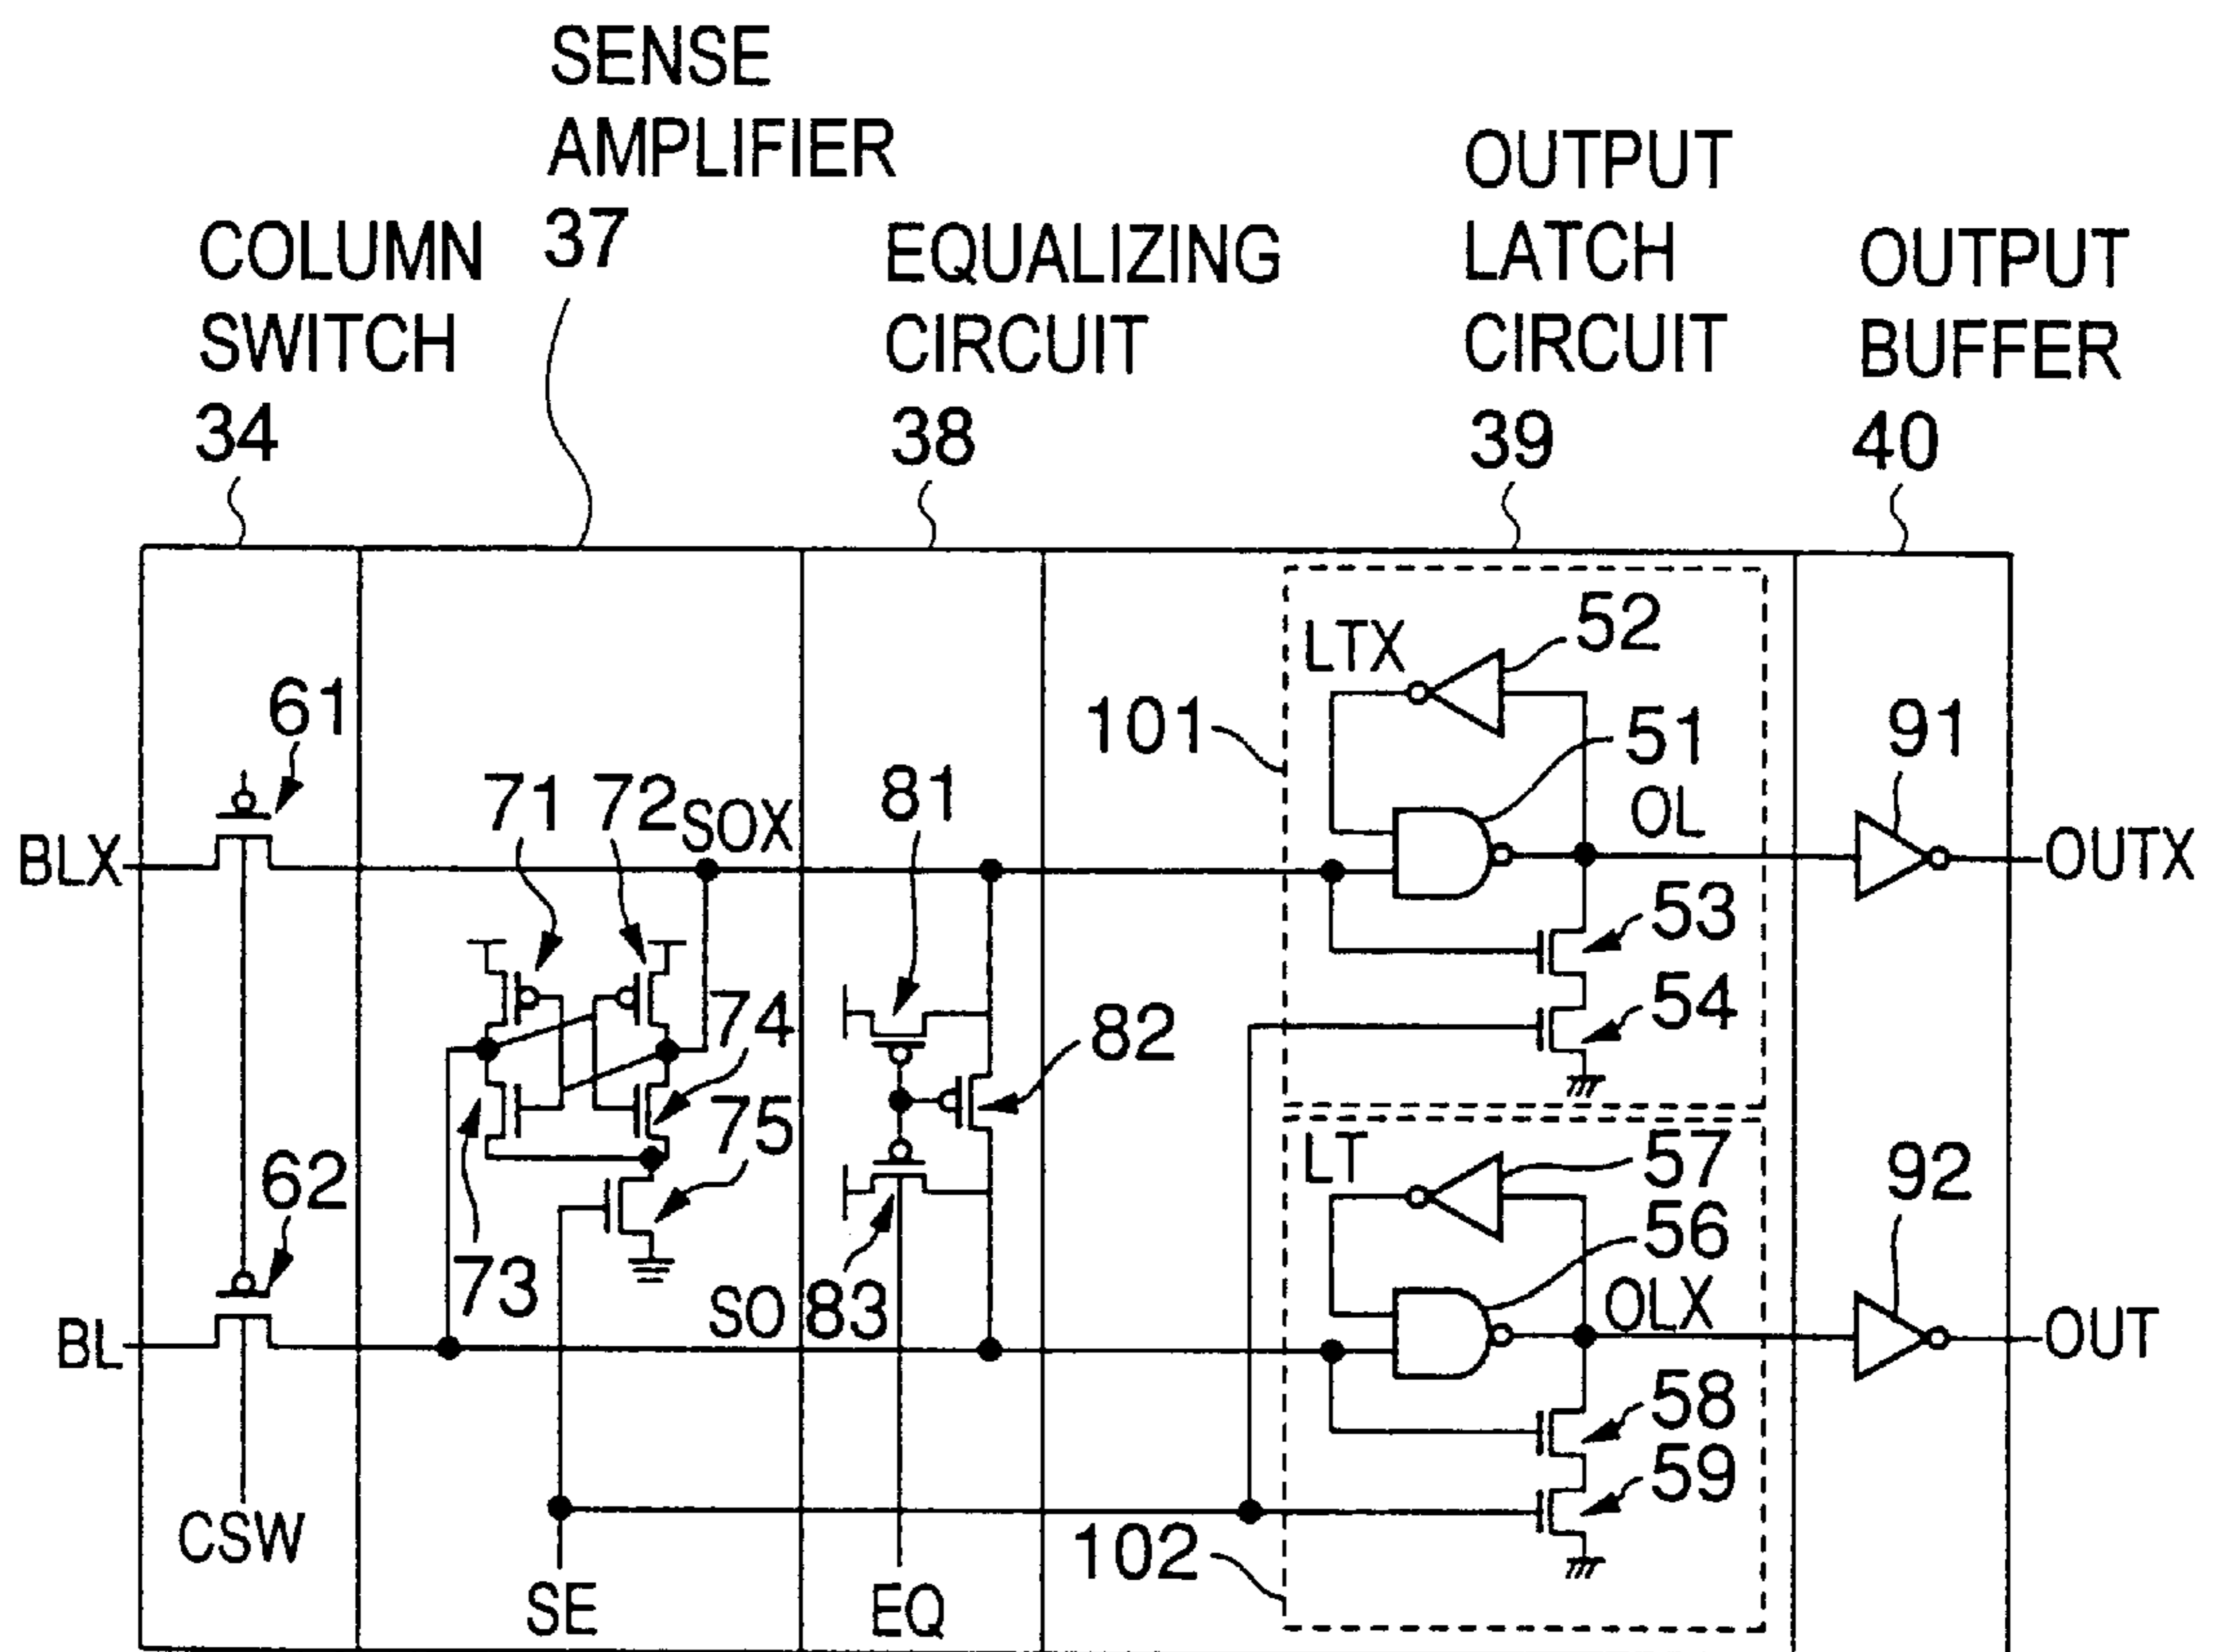 SENSE
AMPLIFIER
37
COLUMN
SWITCH
34
EQUALIZING
CIRCUIT
38
OUTPUT
LATCH
CIRCUIT
39
OUTPUT
BUFFER
40
LTX
52
101
51
OL
61
71
72
SOX
81
91
BLX
OUTX
53
54
74
82
75
LT
57
56
OLX
62
73
SO
83
92
BL
OUT
58
59
CSW
SE
EQ
102